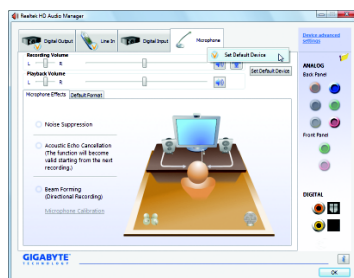 Realtek HD Audio Manager
Digital Output
Line In
Digital Input
Microphone
Device advanced
settings
Recording Volume
L
R
Set Default Device
Playback Volume
L
R
Set Default Device
ANALOG
Back Panel
Microphone Effects
Default Format
Noise Suppression
Acoustic Echo Cancellation
(The function will become
valid starting from the next
recording.)
Front Panel
Beam Forming
(Directional Recording)
Microphone Calibration
DIGITAL
GIGABYTE
TECHNOLOGY
i
OK